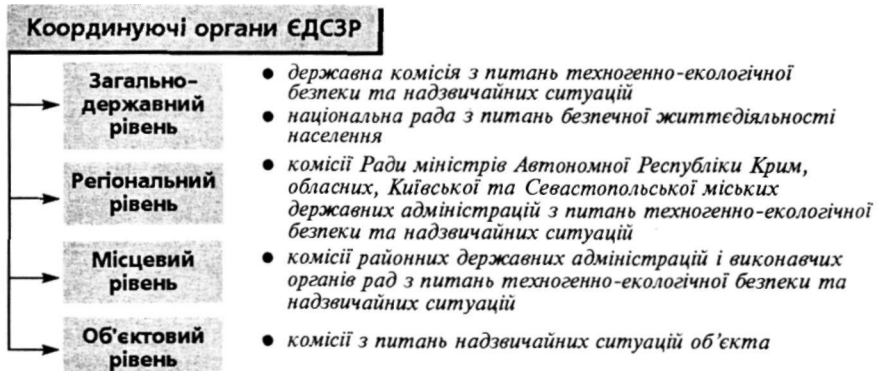 Координуючі органи ЄДСЗР
Загально-
державний
рівень
● державна комісія з питань техногенно-екологічної
безпеки та надзвичайних ситуацій
● національна рада з питань безпечної життєдіяльності
населення
Регіональний
рівень
● комісії Ради міністрів Автономної Республіки Крим,
обласних, Київської та Севастопольської міських
державних адміністрацій з питань техногенно-екологічної
безпеки та надзвичайних ситуацій
Місцевий
рівень
● комісії районних державних адміністрацій і виконавчих
органів рад з питань техногенно-екологічної безпеки та
надзвичайних ситуацій
Об'єктовий
рівень
● комісії з питань надзвичайних ситуацій об'єкта